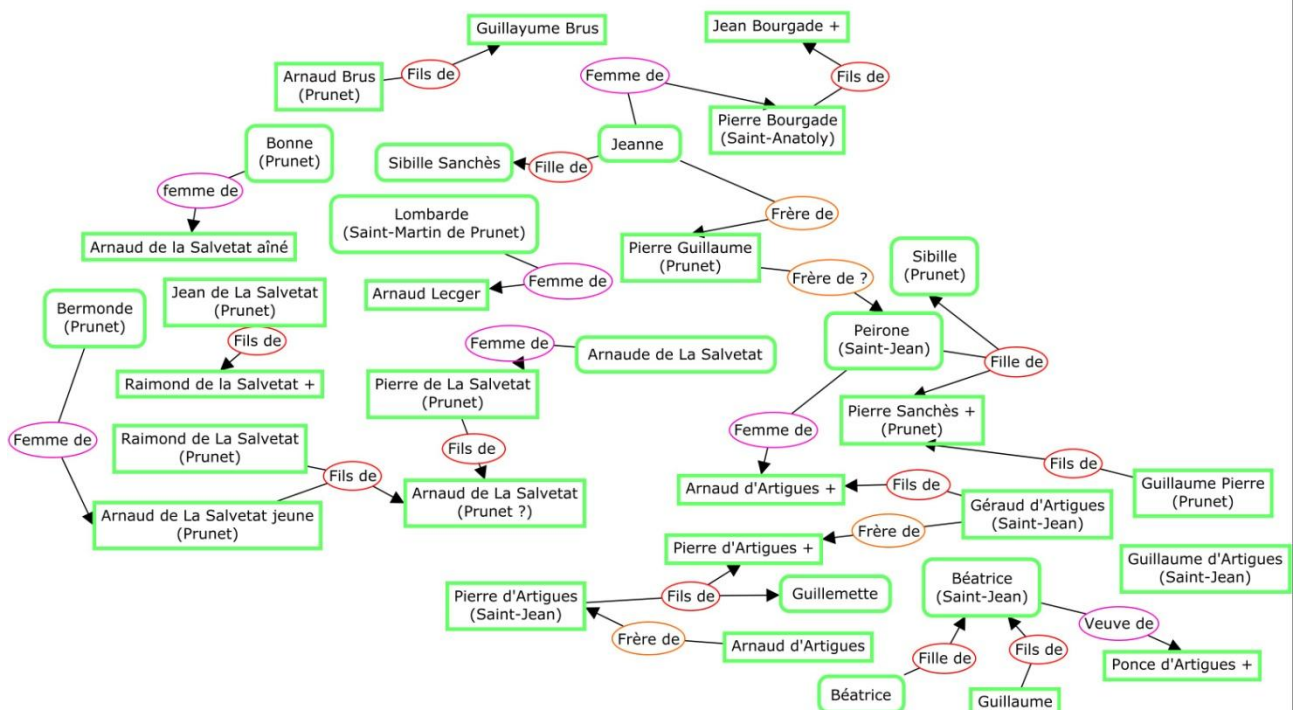 Guillayume Brus
Jean Bourgade +
Arnaud Brus
(Prunet)
Fils de
Femme de
Fils de
Pierre Bourgade
(Saint-Anatoly)
Bonne
(Prunet)
Jeanne
Sibille Sanchès
Fille de
femme de
Lombarde
(Saint-Martin de Prunet)
Frère de
Arnaud de la Salvetat aîné
Pierre Guillaume
(Prunet)
Sibille
(Prunet)
Jean de La Salvetat
(Prunet)
Arnaud Lecger
Femme de
Frère de ?
Bermonde
(Prunet)
Fils de
Femme de
Arnaude de La Salvetat
Peirone
(Saint-Jean)
Fille de
Raimond de la Salvetat +
Pierre de La Salvetat
(Prunet)
Pierre Sanchès +
(Prunet)
Femme de
Raimond de La Salvetat
(Prunet)
Fils de
Femme de
Fils de
Fils de
Arnaud de La Salvetat
(Prunet ?)
Arnaud d'Artigues +
Fils de
Guillaume Pierre
(Prunet)
Arnaud de La Salvetat jeune
(Prunet)
Géraud d'Artigues
(Saint-Jean)
Frère de
Pierre d'Artigues +
Guillaume d'Artigues
(Saint-Jean)
Pierre d'Artigues
(Saint-Jean)
Fils de
Guillemette
Béatrice
(Saint-Jean)
Veuve de
Frère de
Arnaud d'Artigues
Fille de
Fils de
Ponce d'Artigues +
Béatrice
Guillaume